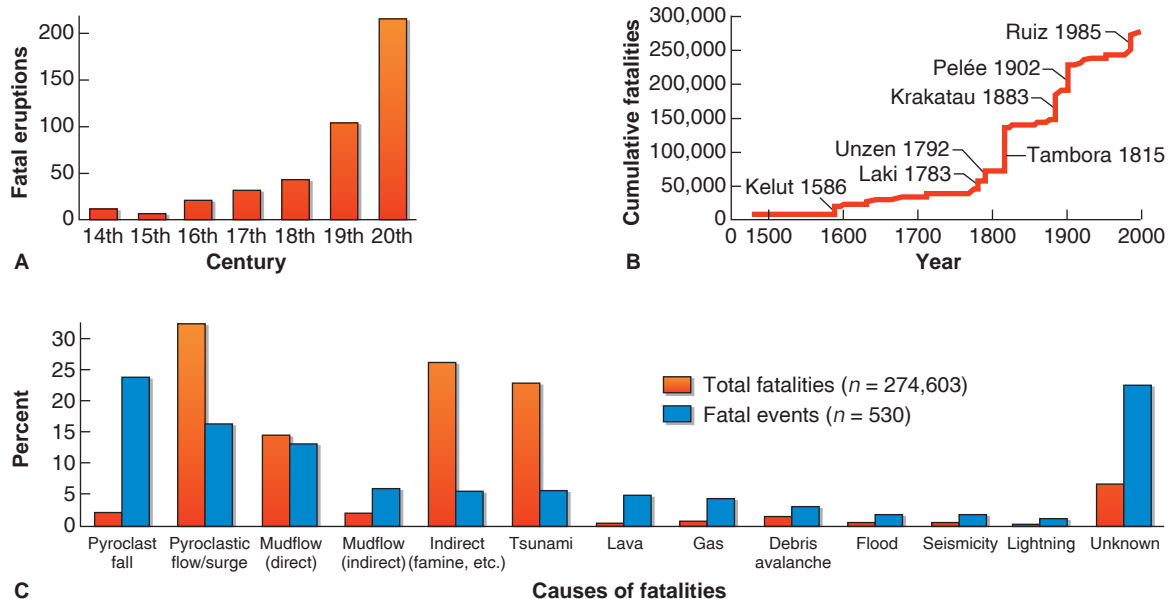 Fatal eruptions
200
150
100
50
0
14th 15th 16th 17th 18th 19th 20th
Century
A
Cumulative fatalities
300,000
250,000
200,000
150,000
100,000
50,000
0
Ruiz 1985
Pelée 1902
Krakatau 1883
Unzen 1792
Tambora 1815
Laki 1783
Kelut 1586
1500 1600 1700 1800 1900 2000
Year
B
Percent
30
25
20
15
10
5
0
Total fatalities (n = 274,603)
Fatal events (n = 530)
Pyroclast
fall
Pyroclastic
flow/surge
Mudflow
(direct)
Mudflow
(indirect)
Indirect
(famine, etc.)
Tsunami
Lava
Gas
Debris
avalanche
Flood
Seismicity
Lightning
Unknown
C
Causes of fatalities